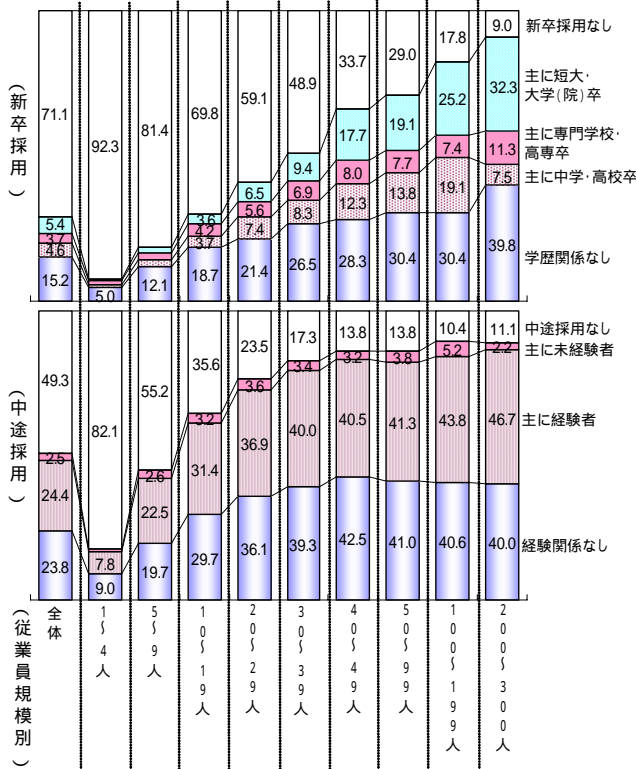 (新卒採用)
71.1 92.3 81.4 69.8 59.1 48.9 33.7 29.0 17.8 9.0 新卒採用なし
5.4 3.6 6.5 9.4 17.7 19.1 25.2 32.3 主に短大・
大学(院)卒
3.7 4.2 5.6 6.9 8.0 7.7 7.4 11.3 主に専門学校・
高専卒
4.6 3.7 7.4 8.3 12.3 13.8 19.1 7.5 主に中学・高校卒
15.2 5.0 12.1 18.7 21.4 26.5 28.3 30.4 30.4 39.8 学歴関係なし
(中途採用)
49.3 82.1 55.2 35.6 23.5 17.3 13.8 13.8 10.4 11.1 中途採用なし
2.5 2.6 3.2 3.6 3.4 3.2 3.8 5.2 2.2 主に未経験者
24.4 7.8 22.5 31.4 36.9 40.0 40.5 41.3 43.8 46.7 主に経験者
23.8 9.0 19.7 29.7 36.1 39.3 42.5 41.0 40.6 40.0 経験関係なし
(従業員規模別)
全体
1~4人
5~9人
10~19人
20~29人
30~39人
40~49人
50~99人
100~199人
200~300人